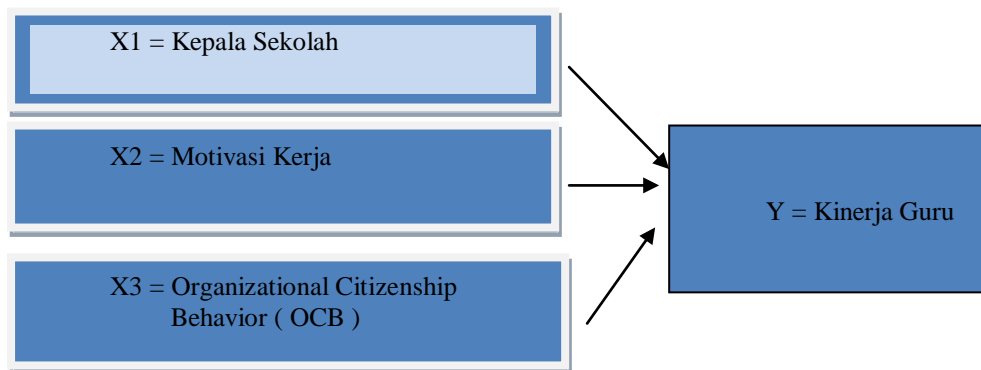 X1 = Kepala Sekolah
X2 = Motivasi Kerja
Y = Kinerja Guru
X3 = Organizational Citizenship
Behavior ( OCB )